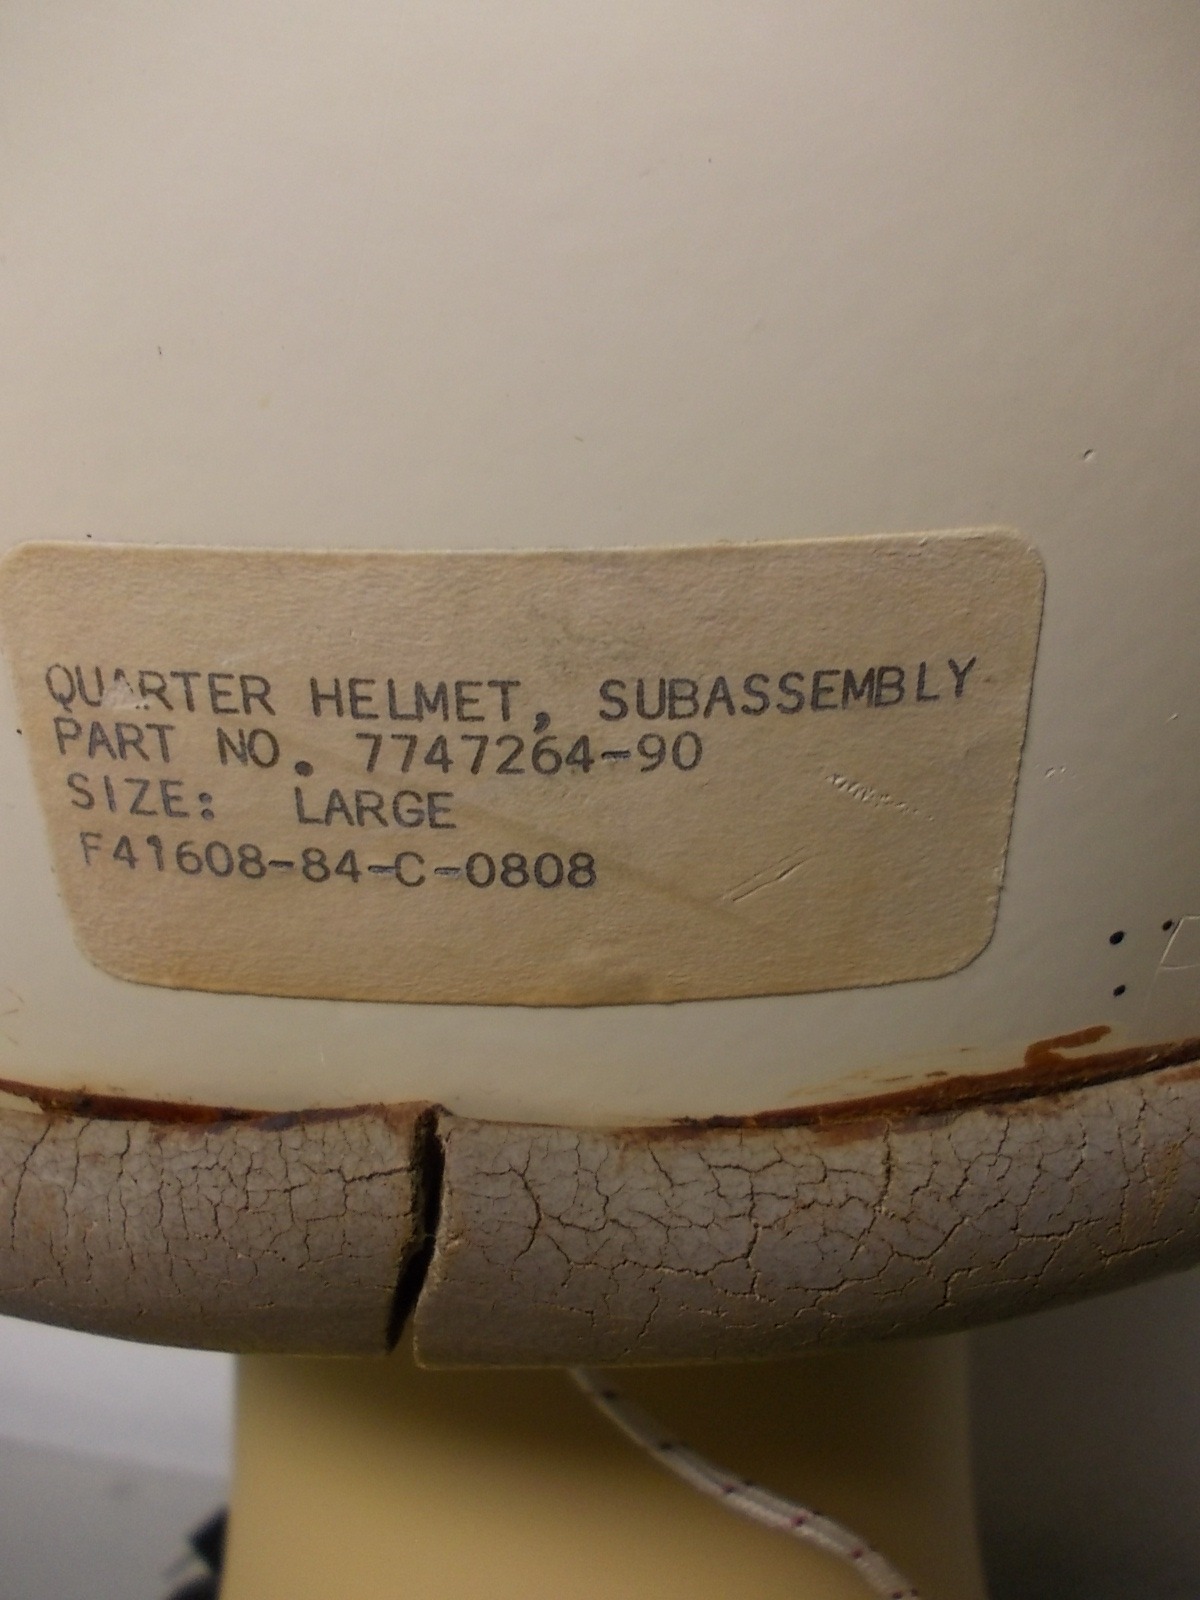 QUARTER HELMET, SUBASSEMBLY
PART NO. 7747264-90
SIZE: LARGE
F41608-84-C-0808